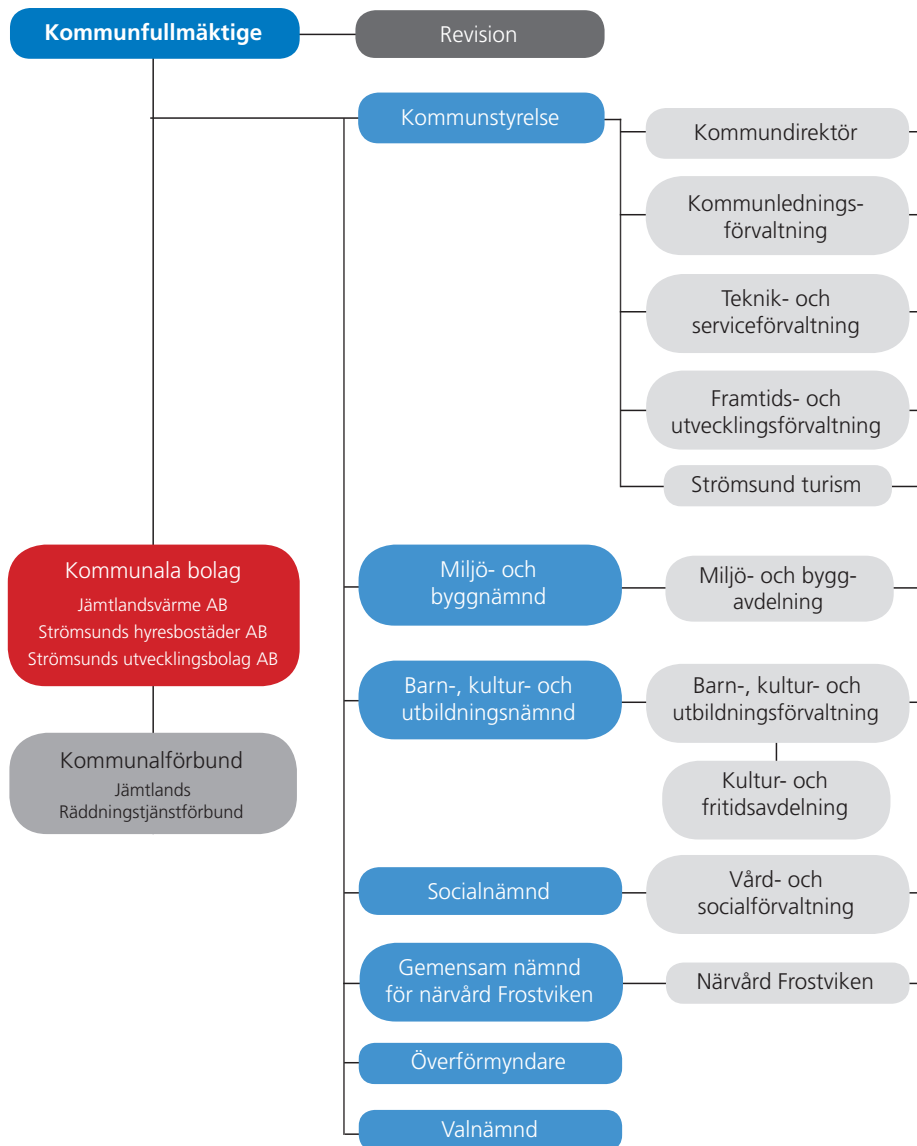 Kommunfullmäktige
Revision
Kommunstyrelse
Kommundirektör
Kommunlednings-
förvaltning
Teknik- och
serviceförvaltning
Framtids- och
utvecklingsförvaltning
Strömsund turism
Kommunala bolag
Jämtlandsvärme AB
Strömsunds hyresbostäder AB
Strömsunds utvecklingsbolag AB
Kommunalförbund
Jämtlands
Räddningstjänstförbund
Miljö- och
byggnämnd
Miljö- och bygg-
avdelning
Barn-, kultur- och
utbildningsnämnd
Barn-, kultur- och
utbildningsförvaltning
Kultur- och
fritidsavdelning
Socialnämnd
Vård- och
socialförvaltning
Gemensam nämnd
för närvård Frostviken
Närvård Frostviken
Överförmyndare
Valnämnd